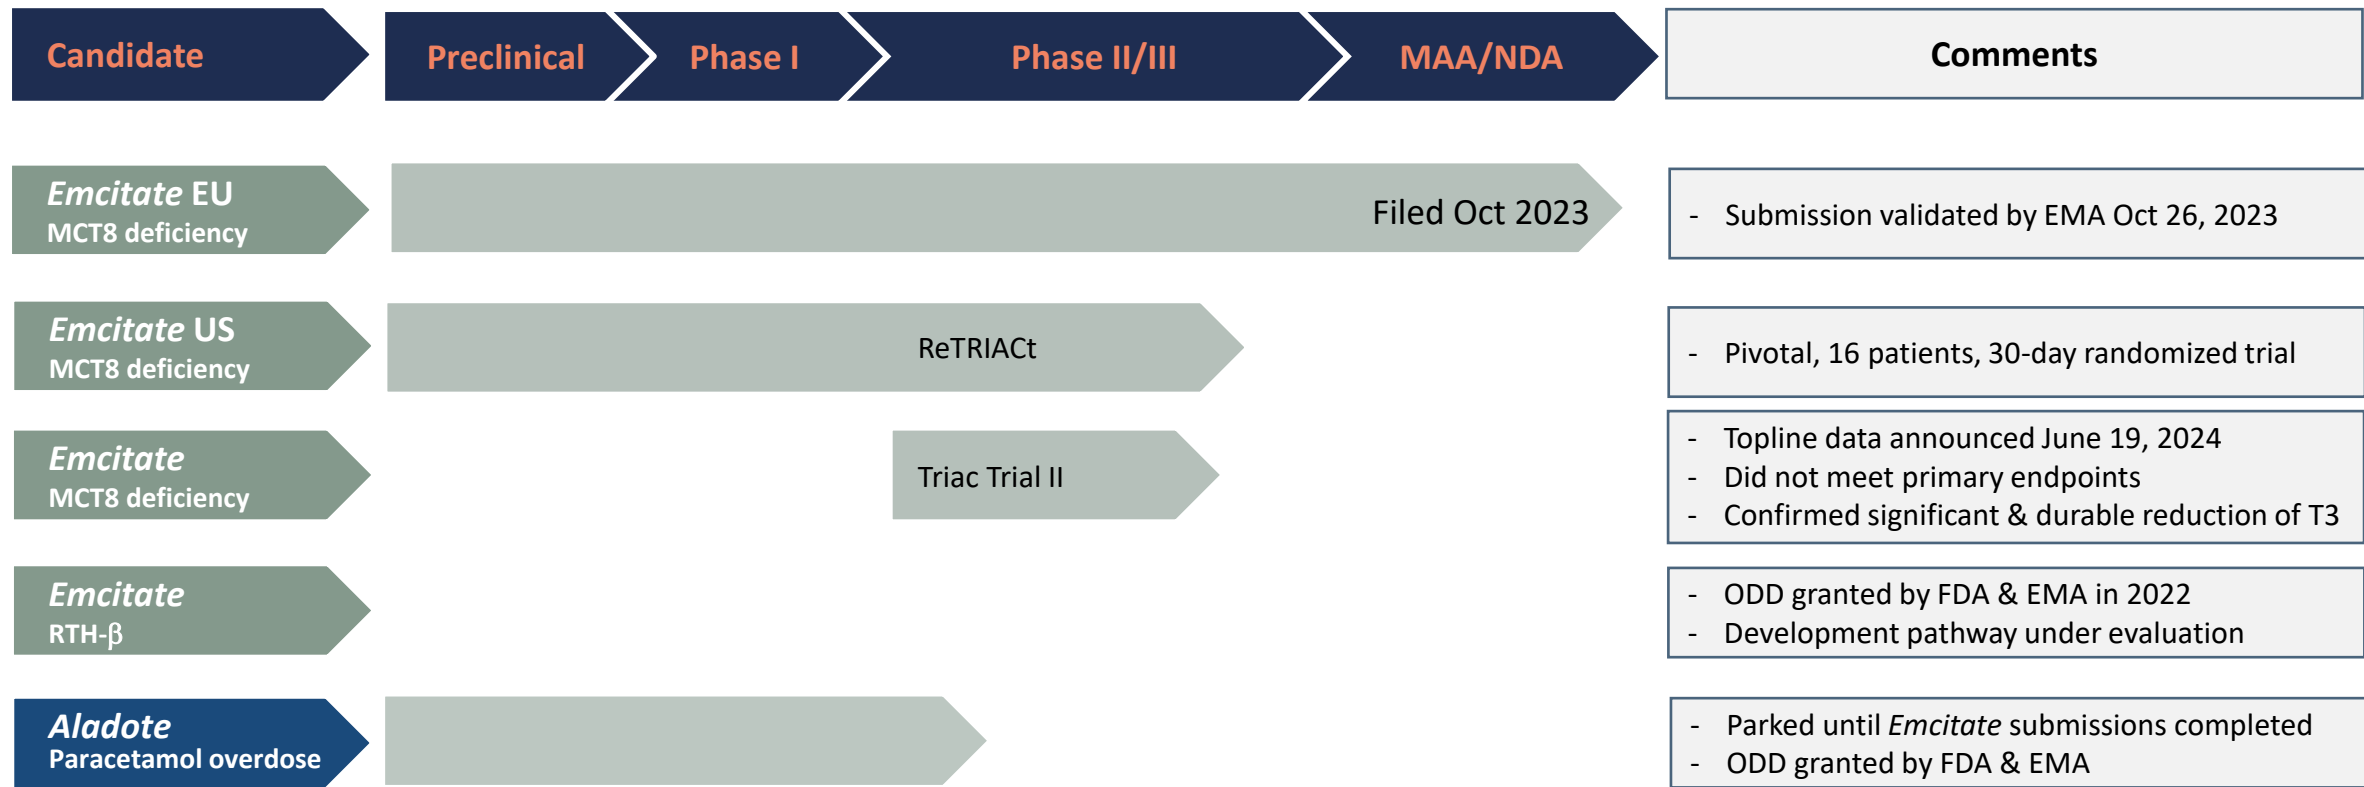 Candidate
Preclinical
Phase I
Phase II/III
MAA/NDA
Comments
Emcitate EU
MCT8 deficiency
Filed Oct 2023
- Submission validated by EMA Oct 26, 2023
Emcitate US
MCT8 deficiency
ReTRIACt
- Pivotal, 16 patients, 30-day randomized trial
Emcitate
MCT8 deficiency
Triac Trial II
- Topline data announced June 19, 2024
- Did not meet primary endpoints
- Confirmed significant & durable reduction of T3
Emcitate
RTH-β
- ODD granted by FDA & EMA in 2022
- Development pathway under evaluation
Aladote
Paracetamol overdose
- Parked until Emcitate submissions completed
- ODD granted by FDA & EMA